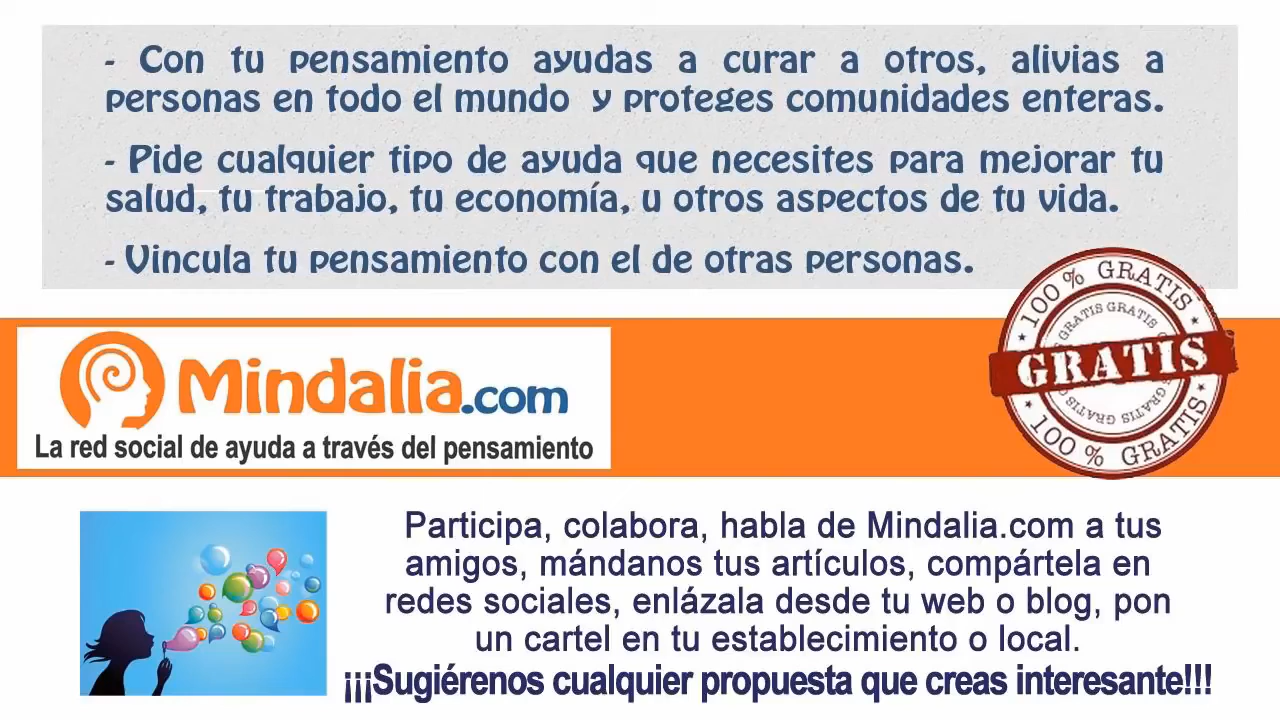 - Con tu pensamiento ayudas a curar a otros, alivias a
personas en todo el mundo y proteges comunidades enteras.
- Pide cualquier tipo de ayuda que necesites para mejorar tu
salud, tu trabajo, tu economía, u otros aspectos de tu vida.
- Vincula tu pensamiento con el de otras personas.
100 % GRATIS
GRATIS GRATIS GRATIS
GRATIS
GRATIS GRATIS GRATIS
100 % GRATIS
Mindalia.com
La red social de ayuda a través del pensamiento
Participa, colabora, habla de Mindalia.com a tus
amigos, mándanos tus artículos, compártela en
redes sociales, enlázala desde tu web o blog, pon
un cartel en tu establecimiento o local.
¡¡¡Sugiérenos cualquier propuesta que creas interesante!!!